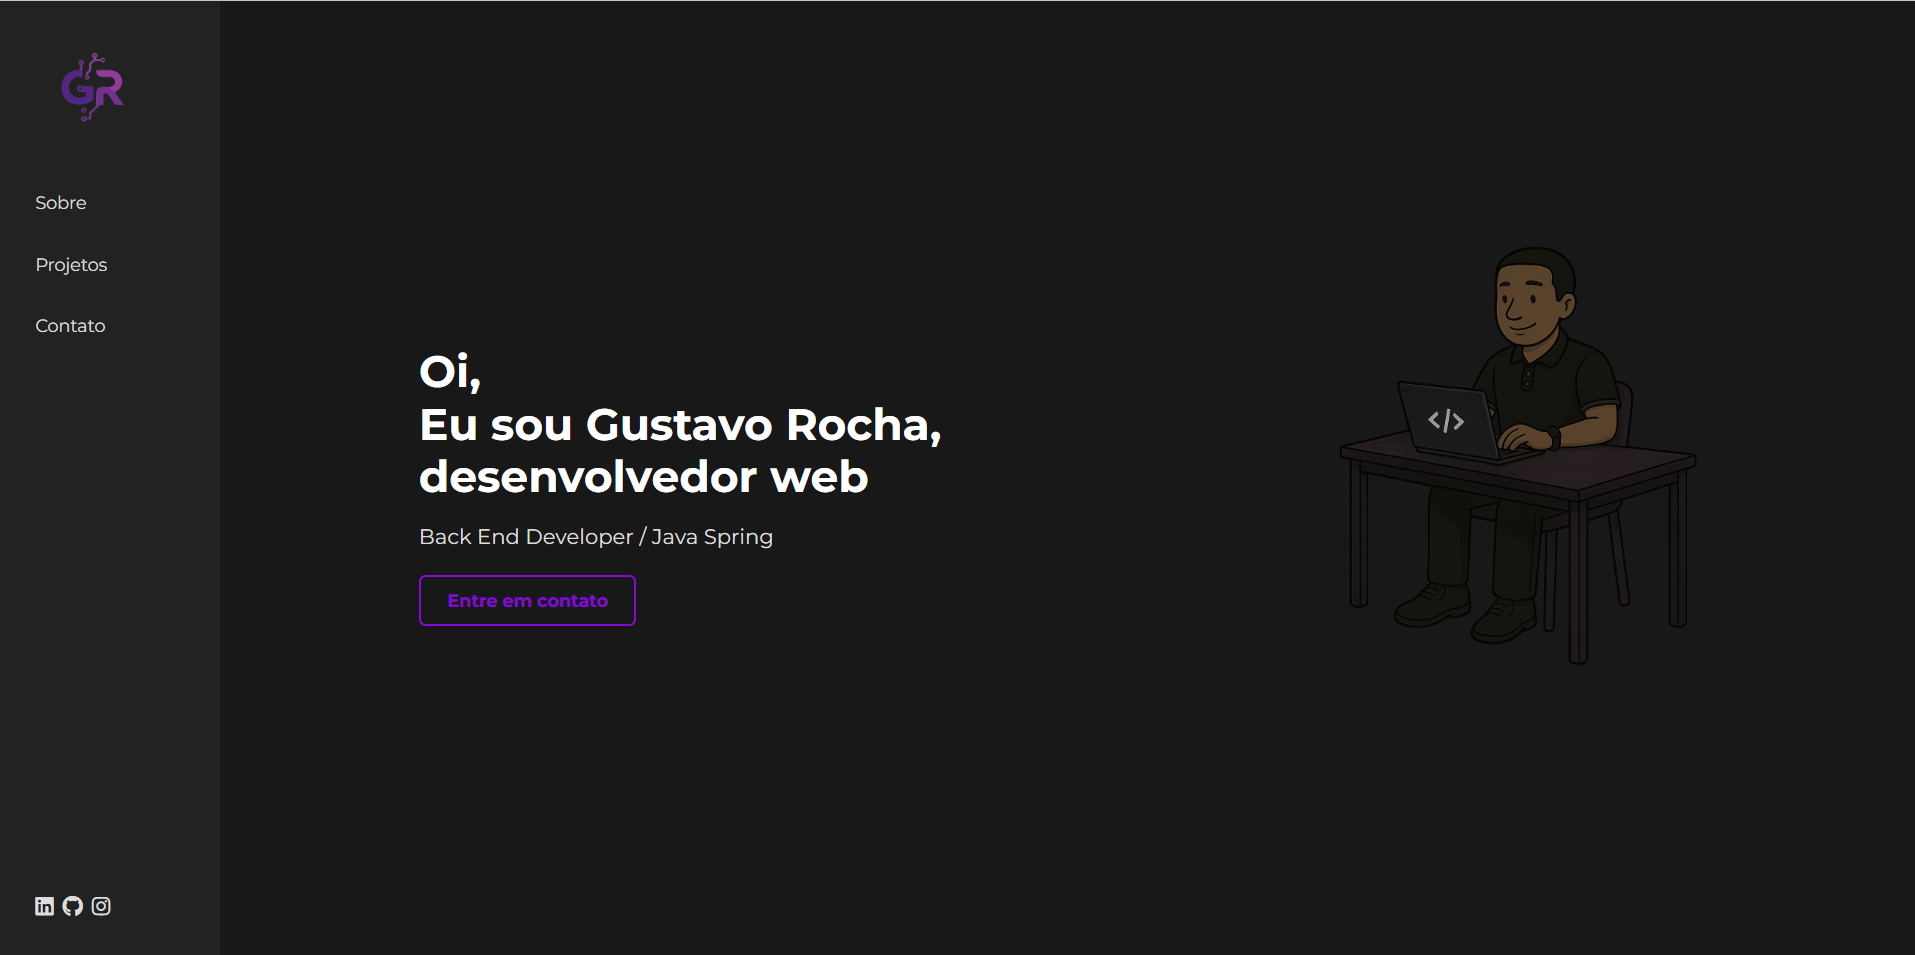 GR
Sobre
Projetos
Contato
Oi,
Eu sou Gustavo Rocha,
desenvolvedor web
Back End Developer / Java Spring
Entre em contato
</>
in